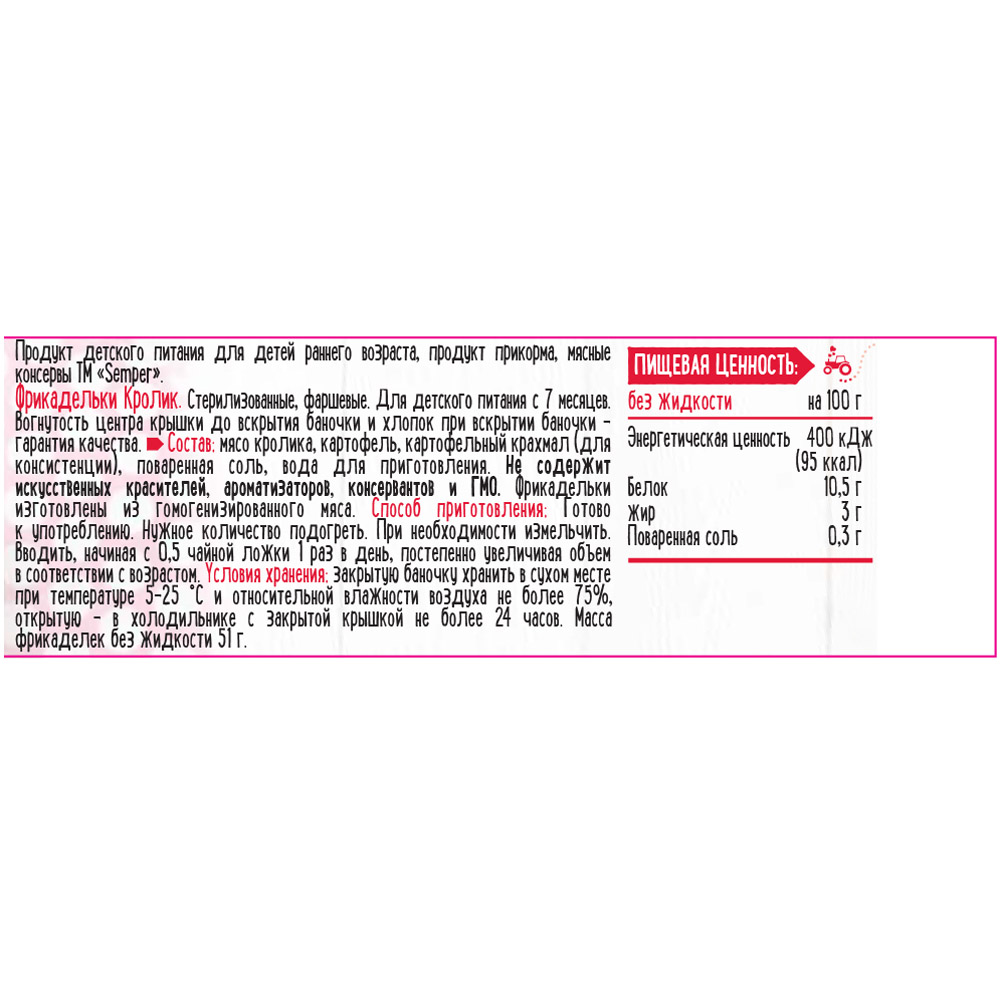 Продукт детского питания для детей раннего возраста, продукт прикорма, мясные
консервы ТМ «Semper».
Фрикадельки Кролик. Стерилизованные, фаршевые. Для детского питания с 7 месяцев.
Вогнутость центра крышки до вскрытия баночки и хлопок при вскрытии баночки –
гарантия качества. Состав: мясо кролика, картофель, картофельный крахмал (для
консистенции), поваренная соль, вода для приготовления. Не содержит
искусственных красителей, ароматизаторов, консервантов и ГМО. Фрикадельки
изготовлены из гомогенизированного мяса. Способ приготовления: Готово
к употреблению. Нужное количество подогреть. При необходимости измельчить.
Вводить, начиная с 0,5 чайной ложки 1 раз в день, постепенно увеличивая объем
в соответствии с возрастом. Условия хранения: закрытую баночку хранить в сухом месте
при температуре 5-25 °С и относительной влажности воздуха не более 75%,
открытую – в холодильнике с закрытой крышкой не более 24 часов. Масса
фрикаделек без жидкости 51 г.
ПИЩЕВАЯ ЦЕННОСТЬ:
без жидкости на 100 г
Энергетическая ценность 400 кДж
(95 ккал)
Белок 10,5 г
Жир 3 г
Поваренная соль 0,3 г